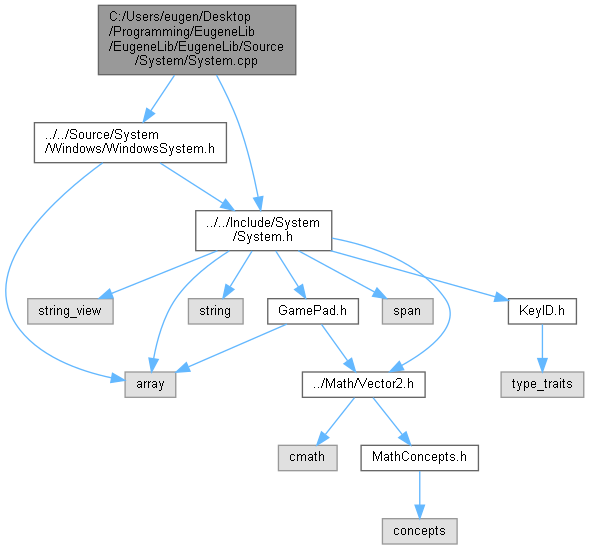 C:/Users/eugen/Desktop
/Programming/EugeneLib
/EugeneLib/EugeneLib/Source
/System/System.cpp
../../Source/System
/Windows/WindowsSystem.h
../../Include/System
/System.h
string_view
string
GamePad.h
span
KeyID.h
array
../Math/Vector2.h
type_traits
cmath
MathConcepts.h
concepts